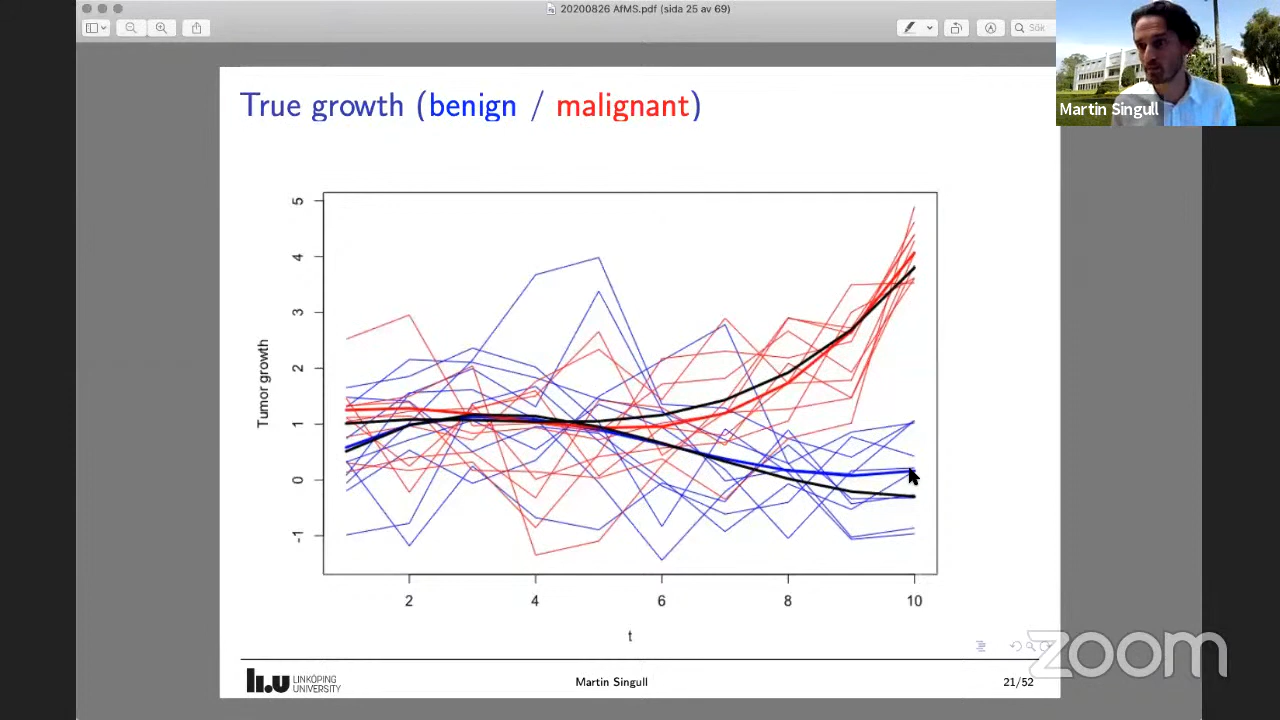 20200826 AfMS.pdf (sida 25 av 69)
Sök
Martin Singull
True growth (benign / malignant)
5
4
3
2
1
0
-1
Tumor growth
2 4 6 8 10
t
zoom
LINKÖPING
UNIVERSITY
Martin Singull
21/52